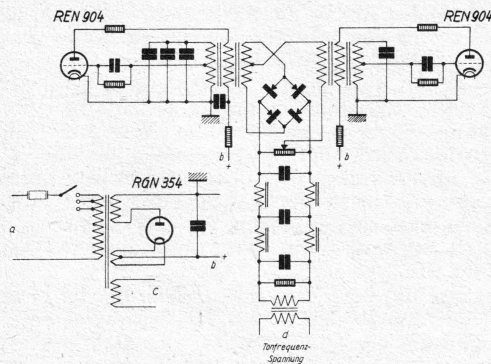 REN 904
REN 904
b
+
b
+
RGN 354
a
b
+
c
d
Tonfrequenz-
Spannung